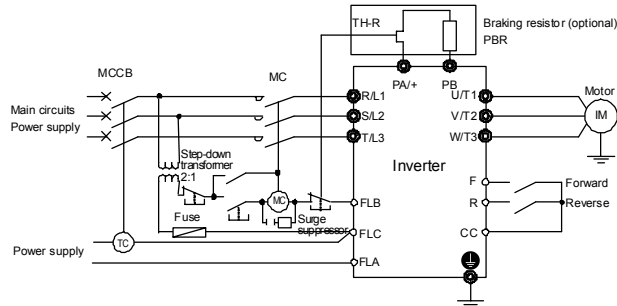 TH-R
Braking resistor (optional)
PBR
MCCB
MC
PA/+
PB
Motor
Main circuits
Power supply
R/L1
S/L2
T/L3
U/T1
V/T2
W/T3
IM
Inverter
Step-down
transformer
2:1
MC
FLB
Surge
suppressor
Fuse
FLC
F
Forward
R
Reverse
CC
Power supply
TC
FLA